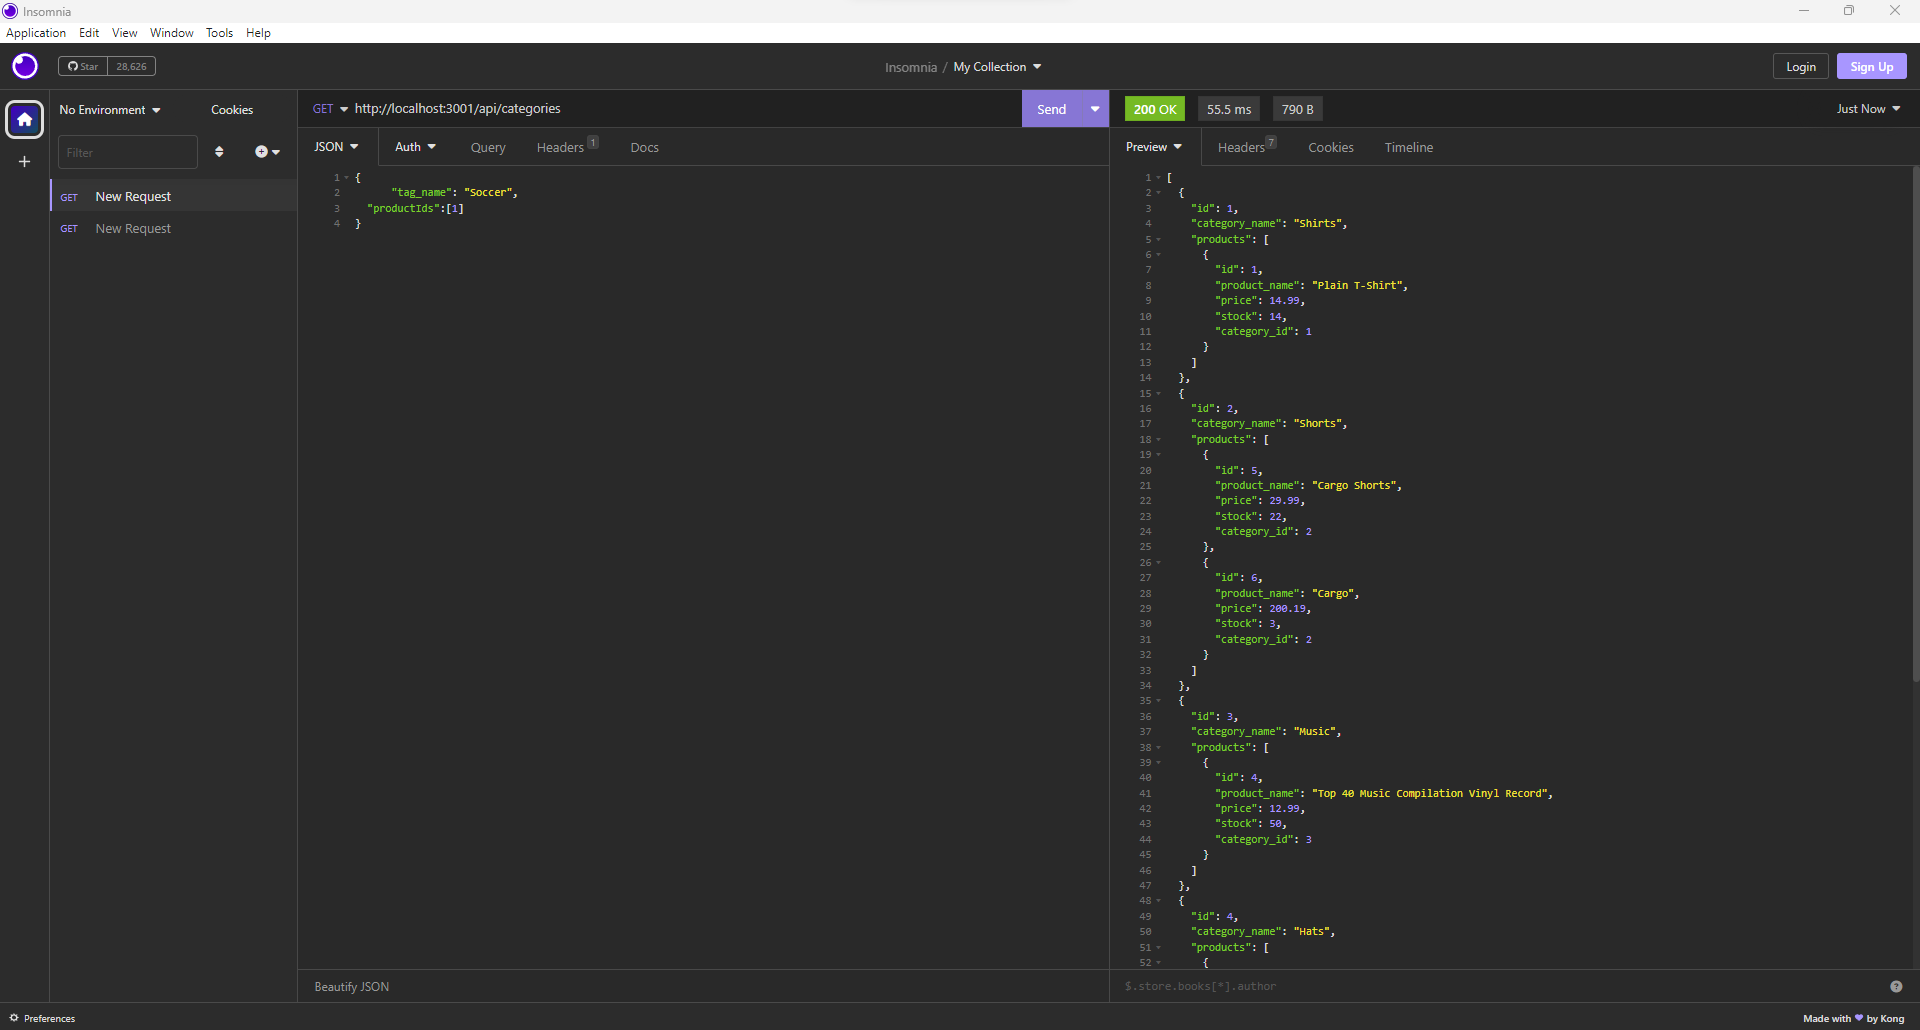 Insomnia
Application Edit View Window Tools Help
Star 28,626
Insomnia / My Collection
Login Sign Up
No Environment Cookies
Filter
GET New Request
GET New Request
GET http://localhost:3001/api/categories Send
JSON Auth Query Headers 1 Docs
1 {
2 "tag_name": "Soccer",
3 "productIds":[1]
4 }
Beautify JSON
200 OK 55.5 ms 790 B Just Now
Preview Headers 7 Cookies Timeline
1 [
2 {
3 "id": 1,
4 "category_name": "Shirts",
5 "products": [
6 {
7 "id": 1,
8 "product_name": "Plain T-Shirt",
9 "price": 14.99,
10 "stock": 14,
11 "category_id": 1
12 }
13 ]
14 },
15 {
16 "id": 2,
17 "category_name": "Shorts",
18 "products": [
19 {
20 "id": 5,
21 "product_name": "Cargo Shorts",
22 "price": 29.99,
23 "stock": 22,
24 "category_id": 2
25 },
26 {
27 "id": 6,
28 "product_name": "Cargo",
29 "price": 200.19,
30 "stock": 3,
31 "category_id": 2
32 }
33 ]
34 },
35 {
36 "id": 3,
37 "category_name": "Music",
38 "products": [
39 {
40 "id": 4,
41 "product_name": "Top 40 Music Compilation Vinyl Record",
42 "price": 12.99,
43 "stock": 50,
44 "category_id": 3
45 }
46 ]
47 },
48 {
49 "id": 4,
50 "category_name": "Hats",
51 "products": [
52 {
$.store.books[*].author
Preferences
Made with ♥ by Kong